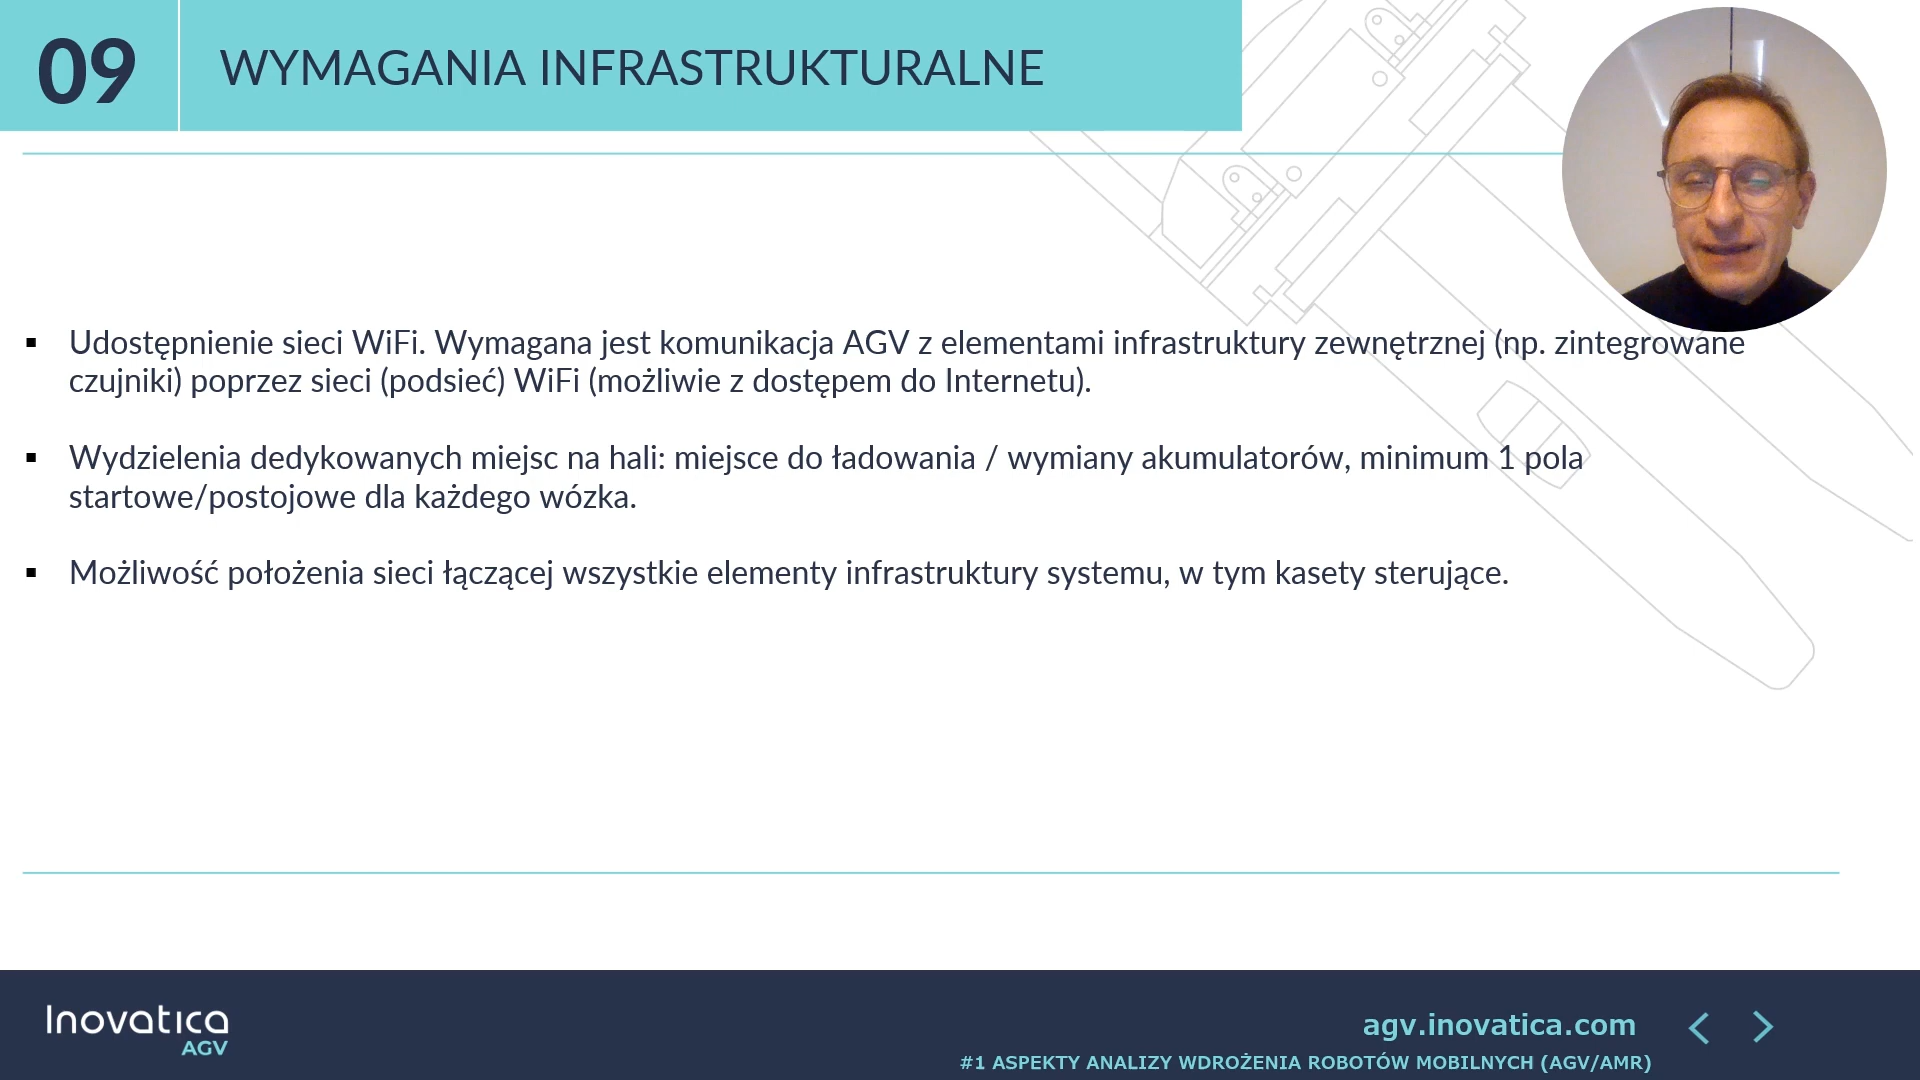 09
WYMAGANIA INFRASTRUKTURALNE
▪ Udostępnienie sieci WiFi. Wymagana jest komunikacja AGV z elementami infrastruktury zewnętrznej (np. zintegrowane
czujniki) poprzez sieci (podsieć) WiFi (możliwie z dostępem do Internetu).
▪ Wydzielenia dedykowanych miejsc na hali: miejsce do ładowania / wymiany akumulatorów, minimum 1 pola
startowe/postojowe dla każdego wózka.
▪ Możliwość położenia sieci łączącej wszystkie elementy infrastruktury systemu, w tym kasety sterujące.
Inovatica
AGV
agv.inovatica.com
#1 ASPEKTY ANALIZY WDROŻENIA ROBOTÓW MOBILNYCH (AGV/AMR)